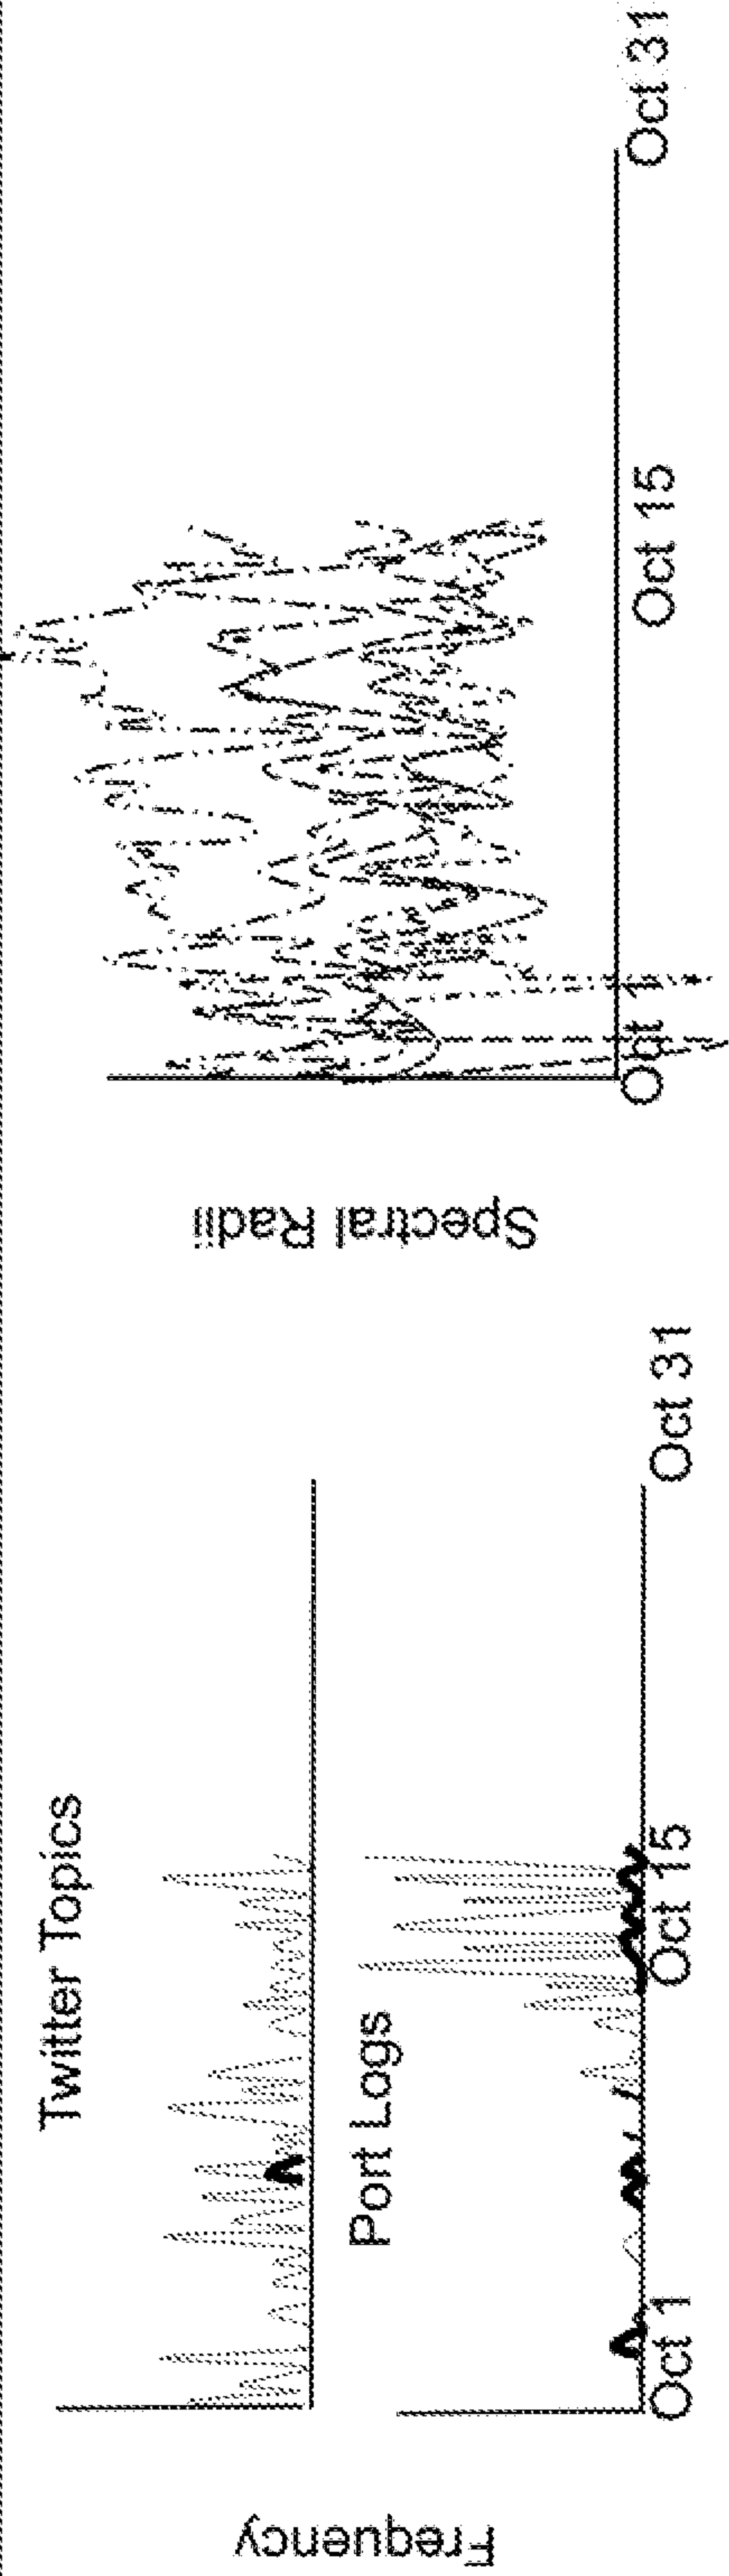 Twitter Topics
Port Logs
Frequency
Oct 1
Oct 15
Oct 31
Spectral Radii
Oct 1
Oct 15
Oct 31